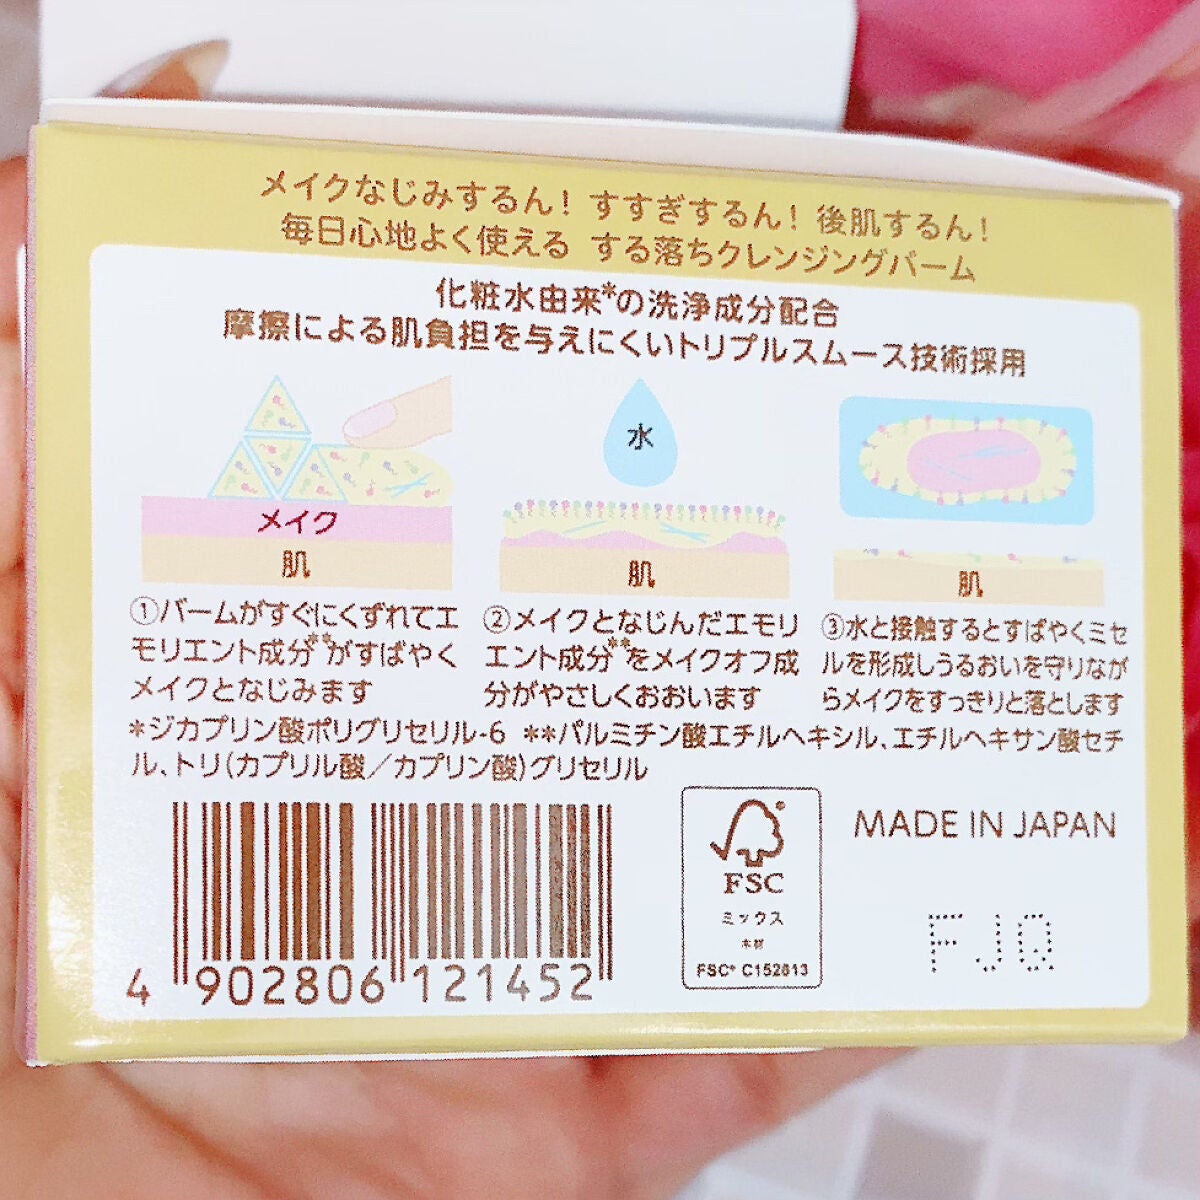 メイクなじみするん! すすぎするん! 後肌するん!
毎日心地よく使える する落ちクレンジングバーム
化粧水由来*の洗浄成分配合
摩擦による肌負担を与えにくいトリプルスムース技術採用
メイク
肌
水
肌
肌
①バームがすぐにくずれてエ
モリエント成分**がすばやく
メイクとなじみます
②メイクとなじんだエモリ
エント成分**をメイクオフ成
分がやさしくおおいます
③水と接触するとすばやくミセ
ルを形成しうるおいを守りなが
らメイクをすっきりと落とします
*ジカプリン酸ポリグリセリル-6 **パルミチン酸エチルヘキシル、エチルヘキサン酸セチ
ル、トリ(カプリル酸/カプリン酸)グリセリル
4 902806 121452
FSC
ミックス
木材
FSC® C152813
MADE IN JAPAN
FJQ